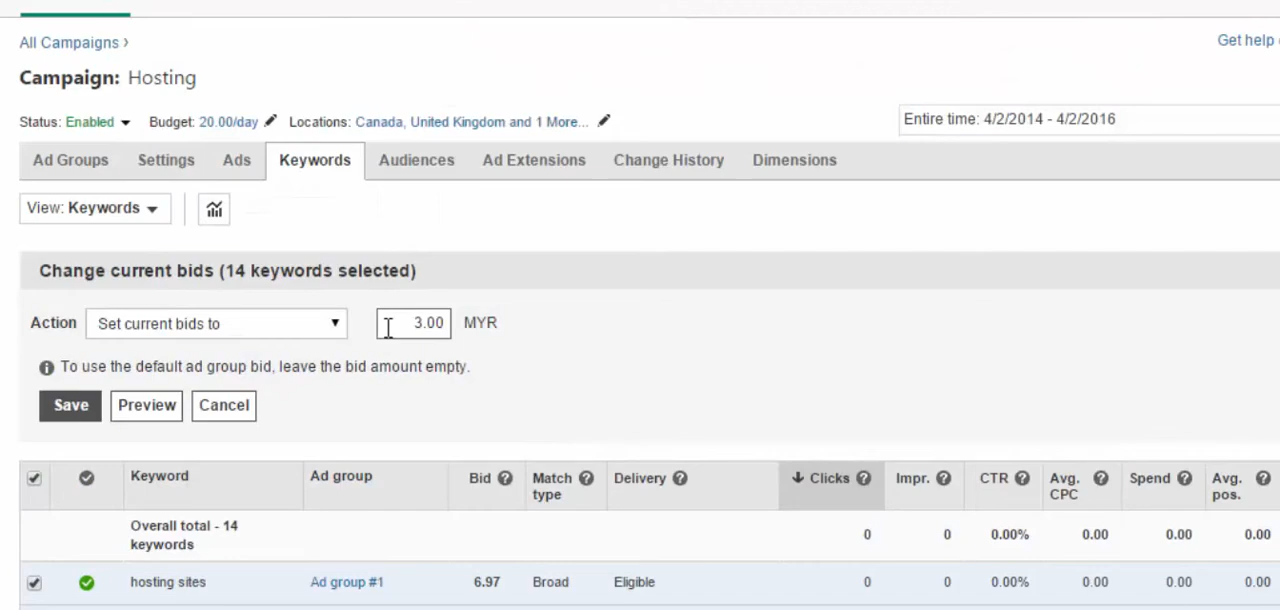 All Campaigns ›
Get help
Campaign: Hosting
Status: Enabled Budget: 20.00/day Locations: Canada, United Kingdom and 1 More...
Entire time: 4/2/2014 - 4/2/2016
Ad Groups Settings Ads Keywords Audiences Ad Extensions Change History Dimensions
View: Keywords
Change current bids (14 keywords selected)
Action Set current bids to 3.00 MYR
To use the default ad group bid, leave the bid amount empty.
Save Preview Cancel
Keyword Ad group Bid Match type Delivery Clicks Impr. CTR Avg. CPC Spend Avg. pos.
Overall total - 14 keywords 0 0 0.00% 0.00 0.00 0.00
hosting sites Ad group #1 6.97 Broad Eligible 0 0 0.00% 0.00 0.00 0.00